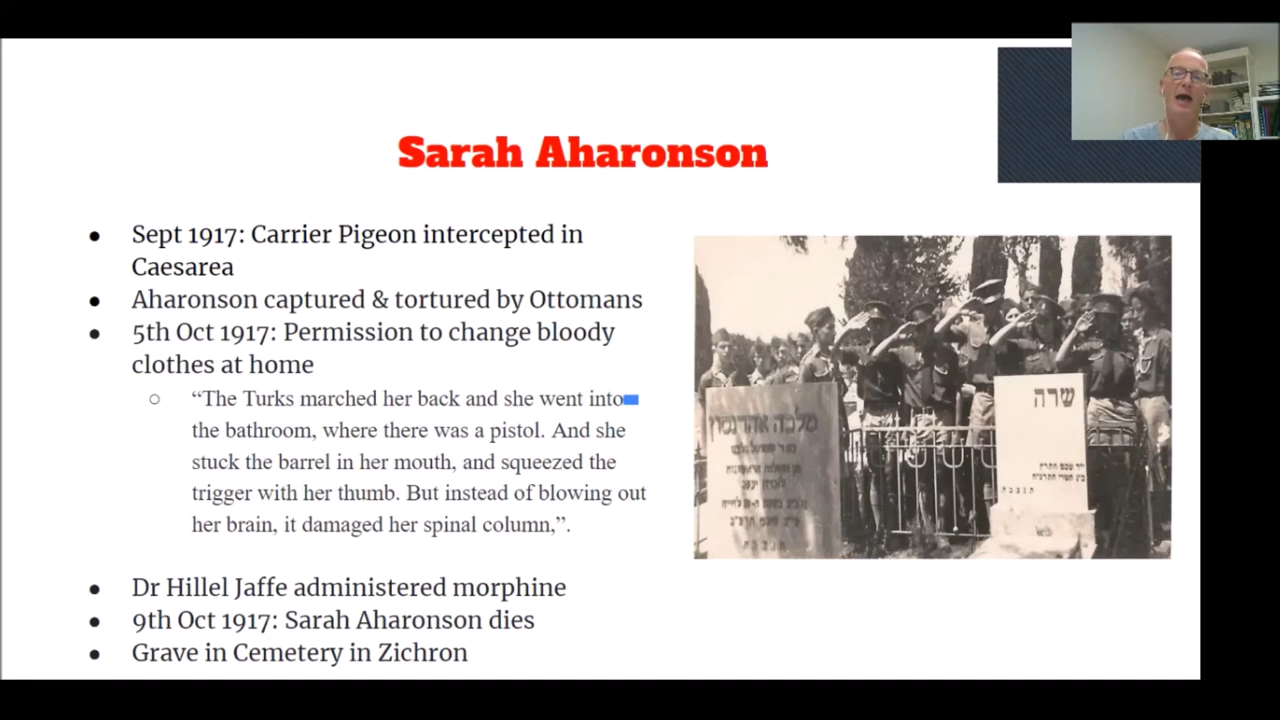 Sarah Aharonson
● Sept 1917: Carrier Pigeon intercepted in
Caesarea
● Aharonson captured & tortured by Ottomans
● 5th Oct 1917: Permission to change bloody
clothes at home
○ “The Turks marched her back and she went into
the bathroom, where there was a pistol. And she
stuck the barrel in her mouth, and squeezed the
trigger with her thumb. But instead of blowing out
her brain, it damaged her spinal column,”.
● Dr Hillel Jaffe administered morphine
● 9th Oct 1917: Sarah Aharonson dies
● Grave in Cemetery in Zichron
מלכה אהרנסון
שרה